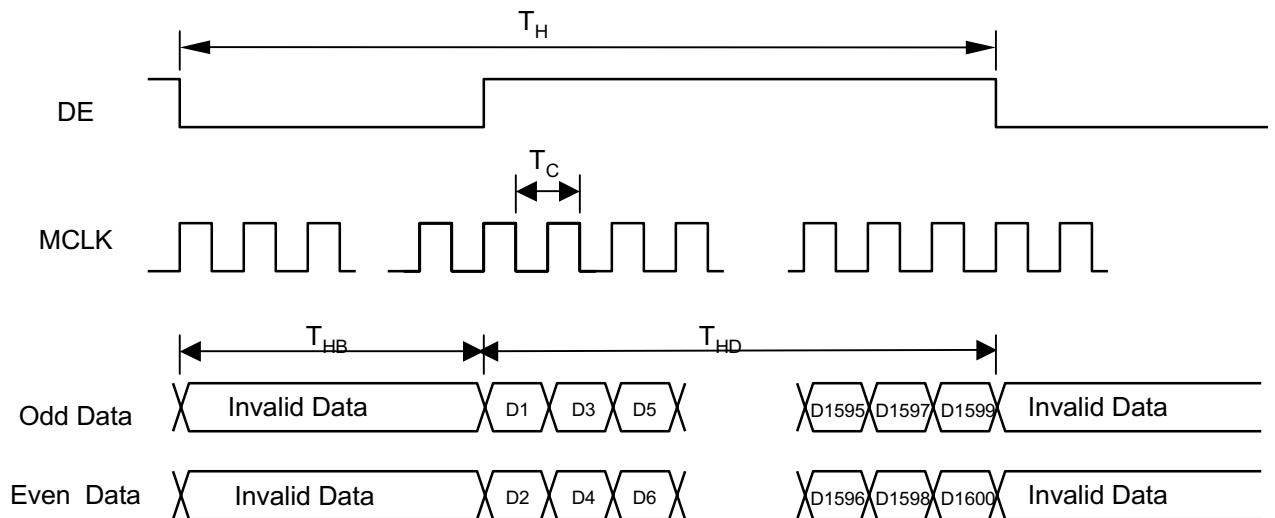 TH
DE
TC
MCLK
THB
THD
Odd Data
Invalid Data
D1
D3
D5
D1595
D1597
D1599
Invalid Data
Even Data
Invalid Data
D2
D4
D6
D1596
D1598
D1600
Invalid Data